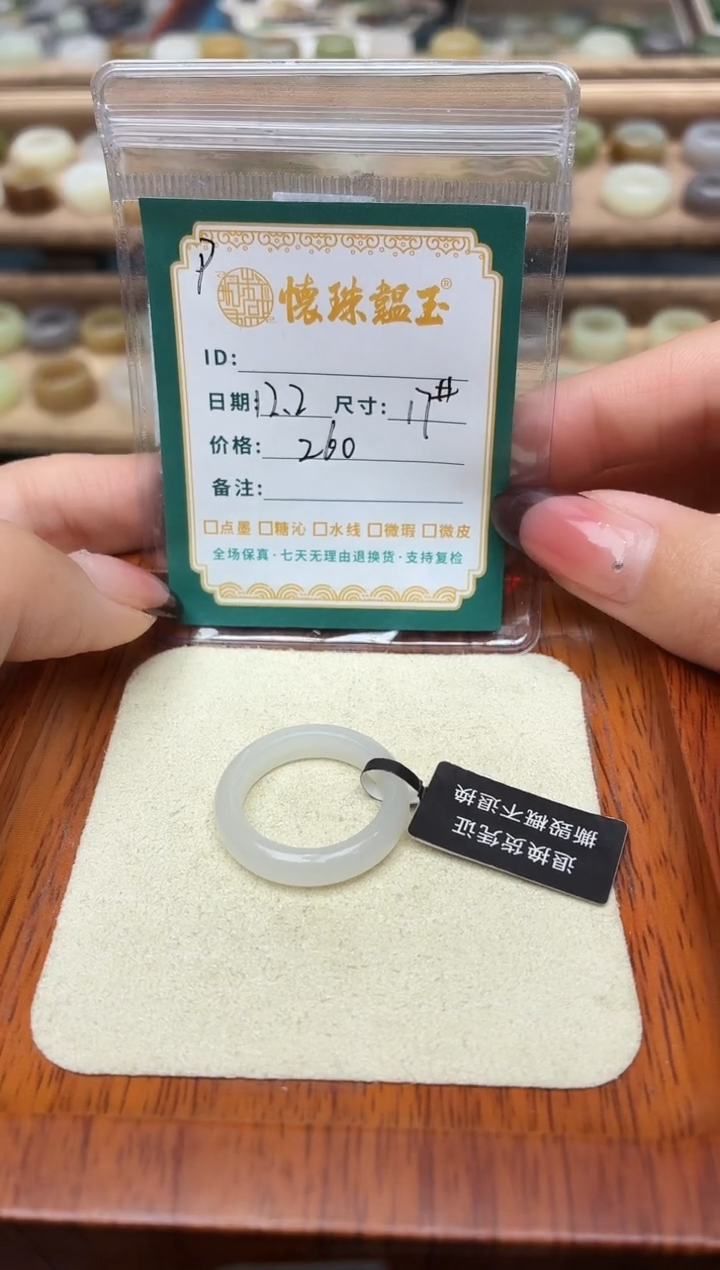 P
懷珠韞玉®
ID:
日期:12.2 尺寸:17#
价格:260
备注:
□点墨 □糖沁 □水线 □微瑕 □微皮
全场保真·七天无理由退换货·支持复检
退换货凭证
撕毁概不退换